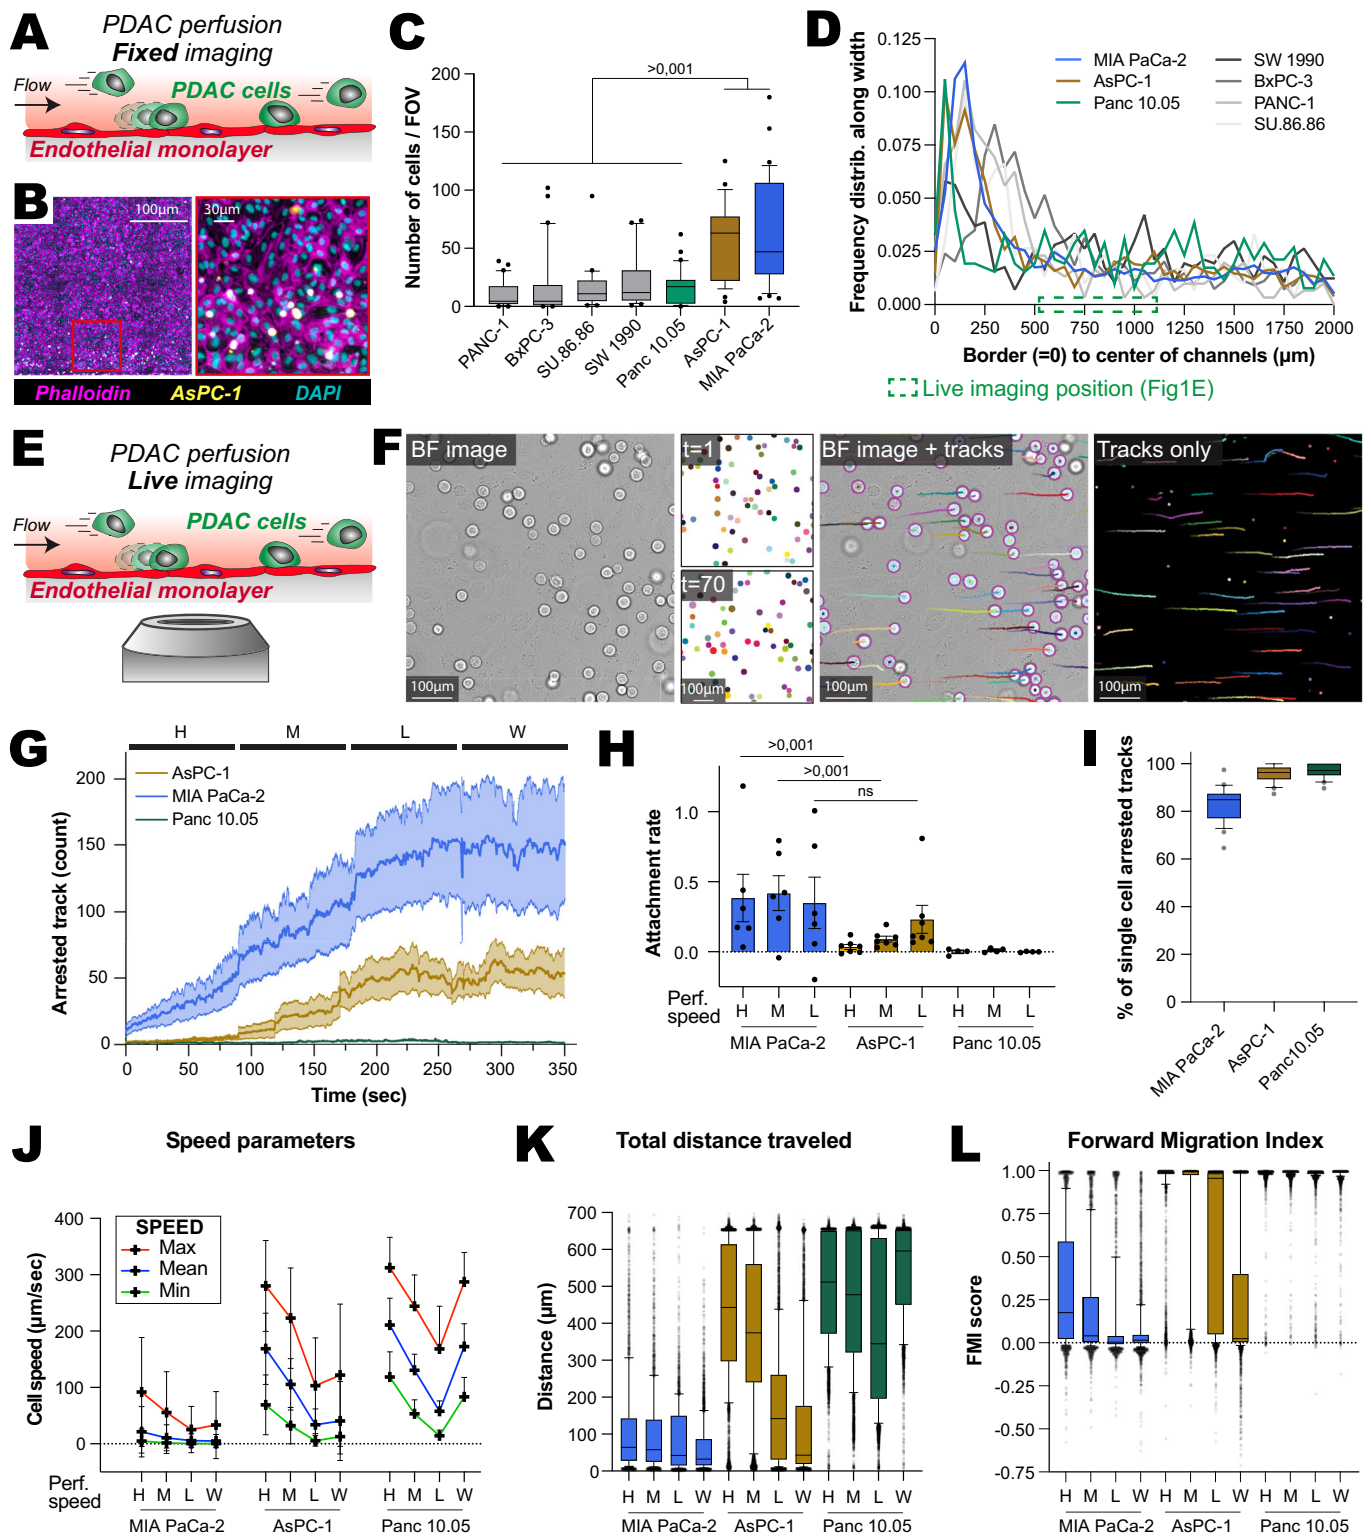 A
PDAC perfusion
Fixed imaging
Flow
PDAC cells
Endothelial monolayer
B
100µm
30µm
Phalloidin
AsPC-1
DAPI
C
Number of cells / FOV
200
150
100
50
0
>0,001
PANC-1
BxPC-3
SU.86.86
SW 1990
Panc 10.05
AsPC-1
MIA PaCa-2
D
Frequency distrib. along width
0.125
0.100
0.075
0.050
0.025
0.000
MIA PaCa-2
AsPC-1
Panc 10.05
SW 1990
BxPC-3
PANC-1
SU.86.86
0 250 500 750 1000 1250 1500 1750 2000
Border (=0) to center of channels (µm)
Live imaging position (Fig1E)
E
PDAC perfusion
Live imaging
Flow
PDAC cells
Endothelial monolayer
F
BF image
100µm
t=1
t=70
100µm
BF image + tracks
100µm
Tracks only
100µm
G
H M L W
AsPC-1
MIA PaCa-2
Panc 10.05
Arrested track (count)
200
150
100
50
0
0 50 100 150 200 250 300 350
Time (sec)
H
>0,001
>0,001
ns
Attachment rate
1.0
0.5
0.0
Perf.
speed
H M L H M L H M L
MIA PaCa-2 AsPC-1 Panc 10.05
I
% of single cell arrested tracks
100
80
60
40
20
0
MIA PaCa-2
AsPC-1
Panc10.05
J
Speed parameters
SPEED
Max
Mean
Min
Cell speed (µm/sec)
400
300
200
100
0
Perf.
speed
H M L W H M L W H M L W
MIA PaCa-2 AsPC-1 Panc 10.05
K
Total distance traveled
Distance (µm)
700
600
500
400
300
200
100
0
H M L W H M L W H M L W
MIA PaCa-2 AsPC-1 Panc 10.05
L
Forward Migration Index
FMI score
1.00
0.75
0.50
0.25
0.00
-0.25
-0.50
-0.75
H M L W H M L W H M L W
MIA PaCa-2 AsPC-1 Panc 10.05